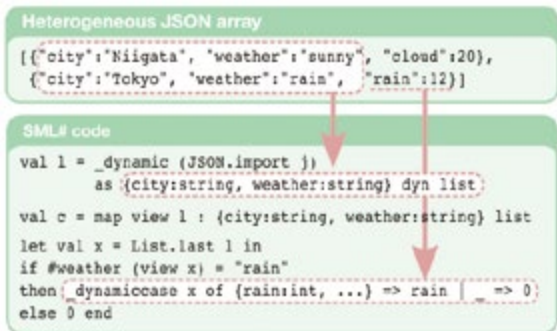 Heterogeneous JSON array
[{"city":"Niigata", "weather":"sunny", "cloud":20},
{"city":"Tokyo", "weather":"rain", "rain":12}]
SML# code
val l = _dynamic (JSON.import j)
as {city:string, weather:string} dyn list
val c = map view l : {city:string, weather:string} list
let val x = List.last l in
if #weather (view x) = "rain"
then _dynamiccase x of {rain:int, ...} => rain | _ => 0
else 0 end